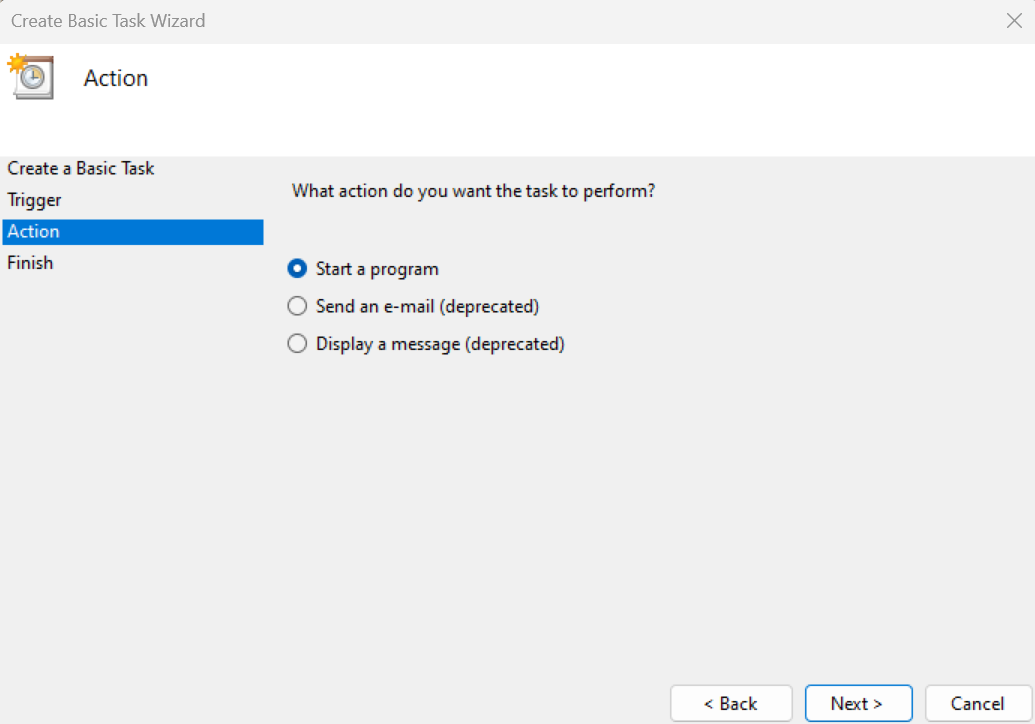 Create Basic Task Wizard
Action
Create a Basic Task
Trigger
Action
Finish
What action do you want the task to perform?
Start a program
Send an e-mail (deprecated)
Display a message (deprecated)
< Back
Next >
Cancel